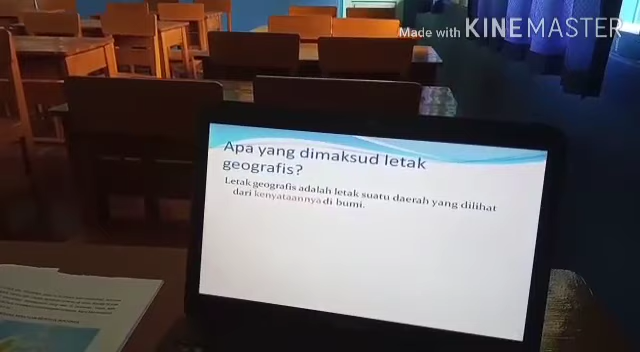 Made with KINEMASTER
Apa yang dimaksud letak
geografis?
Letak geografis adalah letak suatu daerah yang dilihat
dari kenyataannya di bumi.